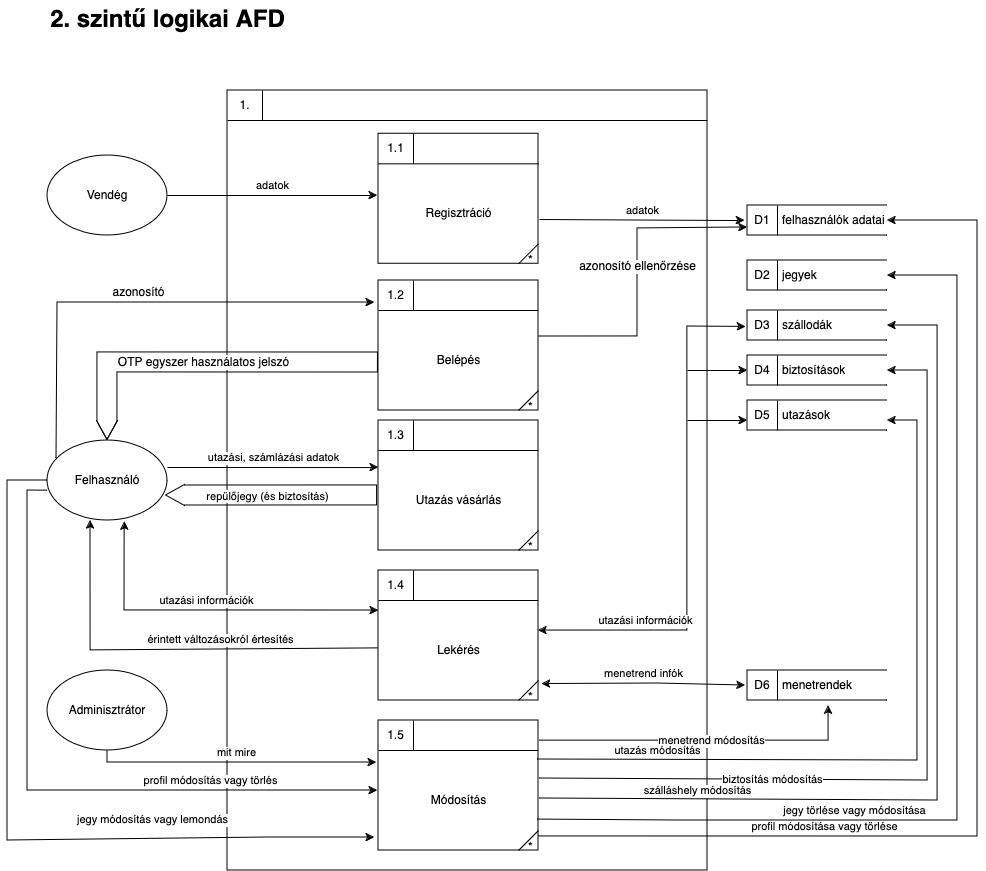 2. szintű logikai AFD
1.
1.1
Vendég
adatok
Regisztráció
adatok
D1
felhasználók adatai
azonosító ellenőrzése
D2
jegyek
azonosító
1.2
D3
szállodák
OTP egyszer használatos jelszó
Belépés
D4
biztosítások
*
D5
utazások
1.3
utazási, számlázási adatok
Felhasználó
repülőjegy (és biztosítás)
Utazás vásárlás
*
1.4
utazási információk
utazási információk
érintett változásokról értesítés
Lekérés
menetrend infók
D6
menetrendek
*
Adminisztrátor
1.5
menetrend módosítás
mit mire
utazás módosítás
profil módosítás vagy törlés
biztosítás módosítás
szálláshely módosítás
Módosítás
jegy törlése vagy módosítása
jegy módosítás vagy lemondás
profil módosítása vagy törlése
*
*